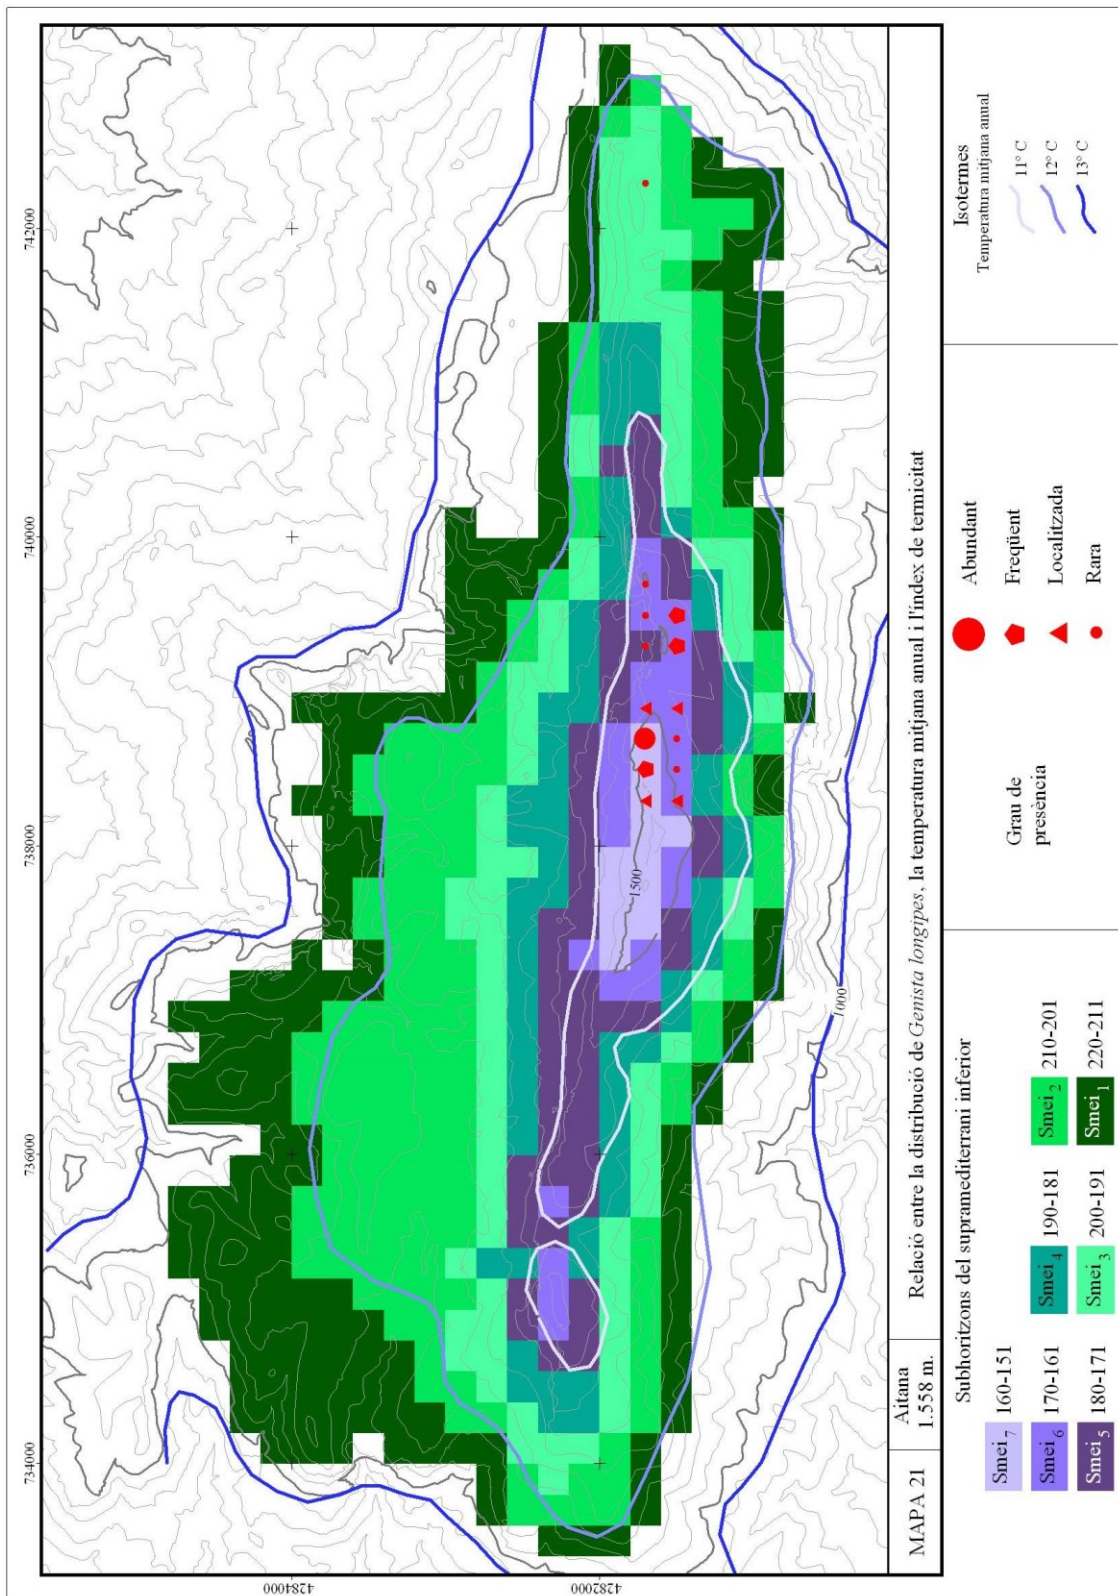 734000
736000
738000
740000
742000
4284000
4282000
1500
1000
MAPA 21
Aitana
1.558 m.
Relació entre la distribució de Genista longipes, la temperatura mitjana anual i l'índex de termicitat
Subhoritzons del supramediterrani inferior
Smei7 160-151
Smei6 170-161
Smei5 180-171
Smei4 190-181
Smei3 200-191
Smei2 210-201
Smei1 220-211
Grau de
presència
Abundant
Freqüent
Localitzada
Rara
Isotermes
Temperatura mitjana anual
11° C
12° C
13° C